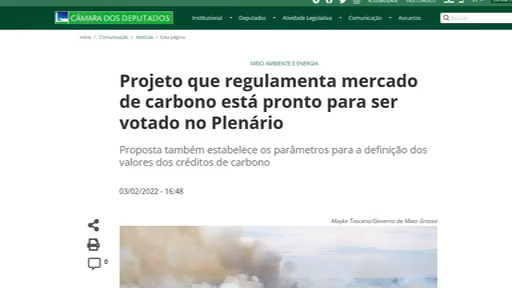 CÂMARA DOS DEPUTADOS
Institucional Deputados Atividade Legislativa Comunicação Assuntos Buscar
Início / Comunicação / Notícias / Esta página
MEIO AMBIENTE E ENERGIA
Projeto que regulamenta mercado
de carbono está pronto para ser
votado no Plenário
Proposta também estabelece os parâmetros para a definição dos
valores dos créditos de carbono
03/02/2022 - 16:48
Mayke Toscano/Governo de Mato Grosso
0